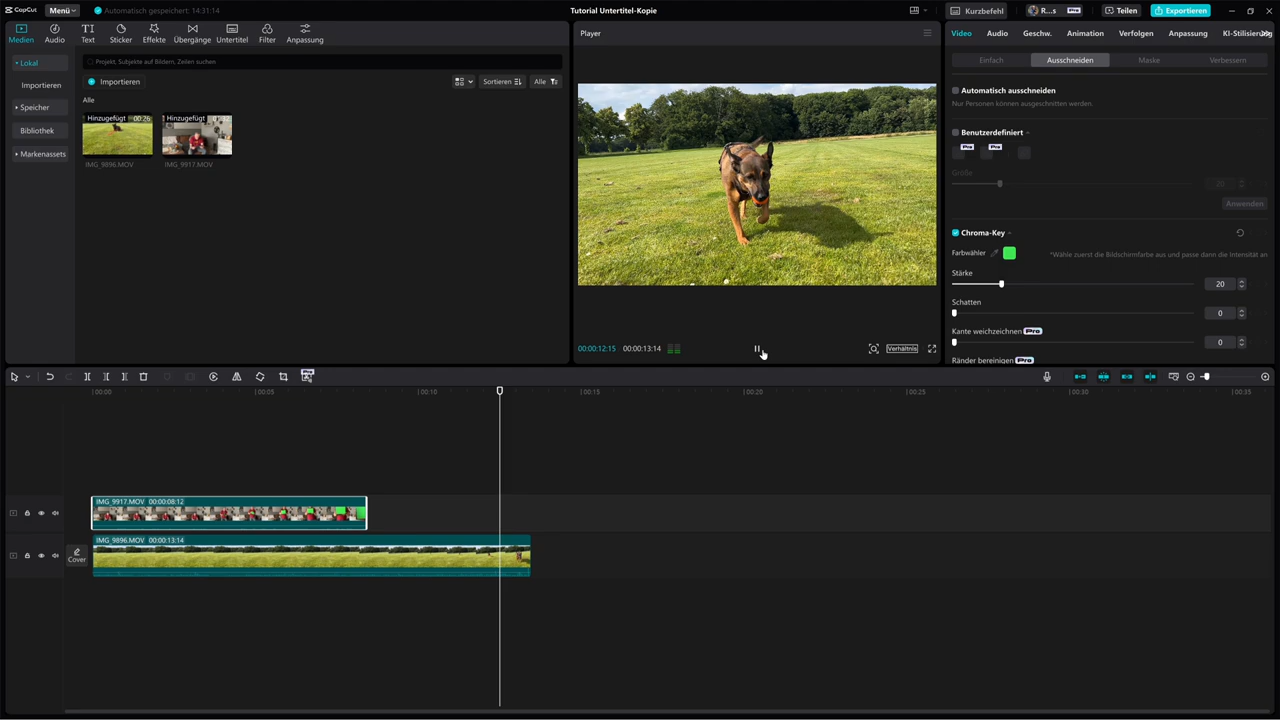 CapCut
Menü
Automatisch gespeichert: 14:31:14
Tutorial Untertitel-Kopie
Kurzbefehl
R...s
Pro
Teilen
Exportieren
Medien
Audio
Text
Sticker
Effekte
Übergänge
Untertitel
Filter
Anpassung
Lokal
Importieren
Speicher
Bibliothek
Markenassets
Projekt, Subjekte auf Bildern, Zeilen suchen
Importieren
Sortieren
Alle
Alle
Hinzugefügt 00:26
IMG_9896.MOV
Hinzugefügt
IMG_9917.MOV
Player
00:00:12:15
00:00:13:14
Verhältnis
Video
Audio
Geschw.
Animation
Verfolgen
Anpassung
Einfach
Ausschneiden
Maske
Verbessern
Automatisch ausschneiden
Nur Personen können ausgeschnitten werden
Benutzerdefiniert
Pro
Pro
Größe
20
Anwenden
Chroma-Key
Farbwähler
*Wähle zuerst die Bildschirmfarbe aus und passe dann die Intensität an
Stärke
20
Schatten
0
Kante weichzeichnen Pro
0
Ränder bereinigen Pro
Pro
00:00
00:05
00:10
00:15
00:20
00:25
00:30
00:35
IMG_9917.MOV 00:00:08:12
Cover
IMG_9896.MOV 00:00:13:14